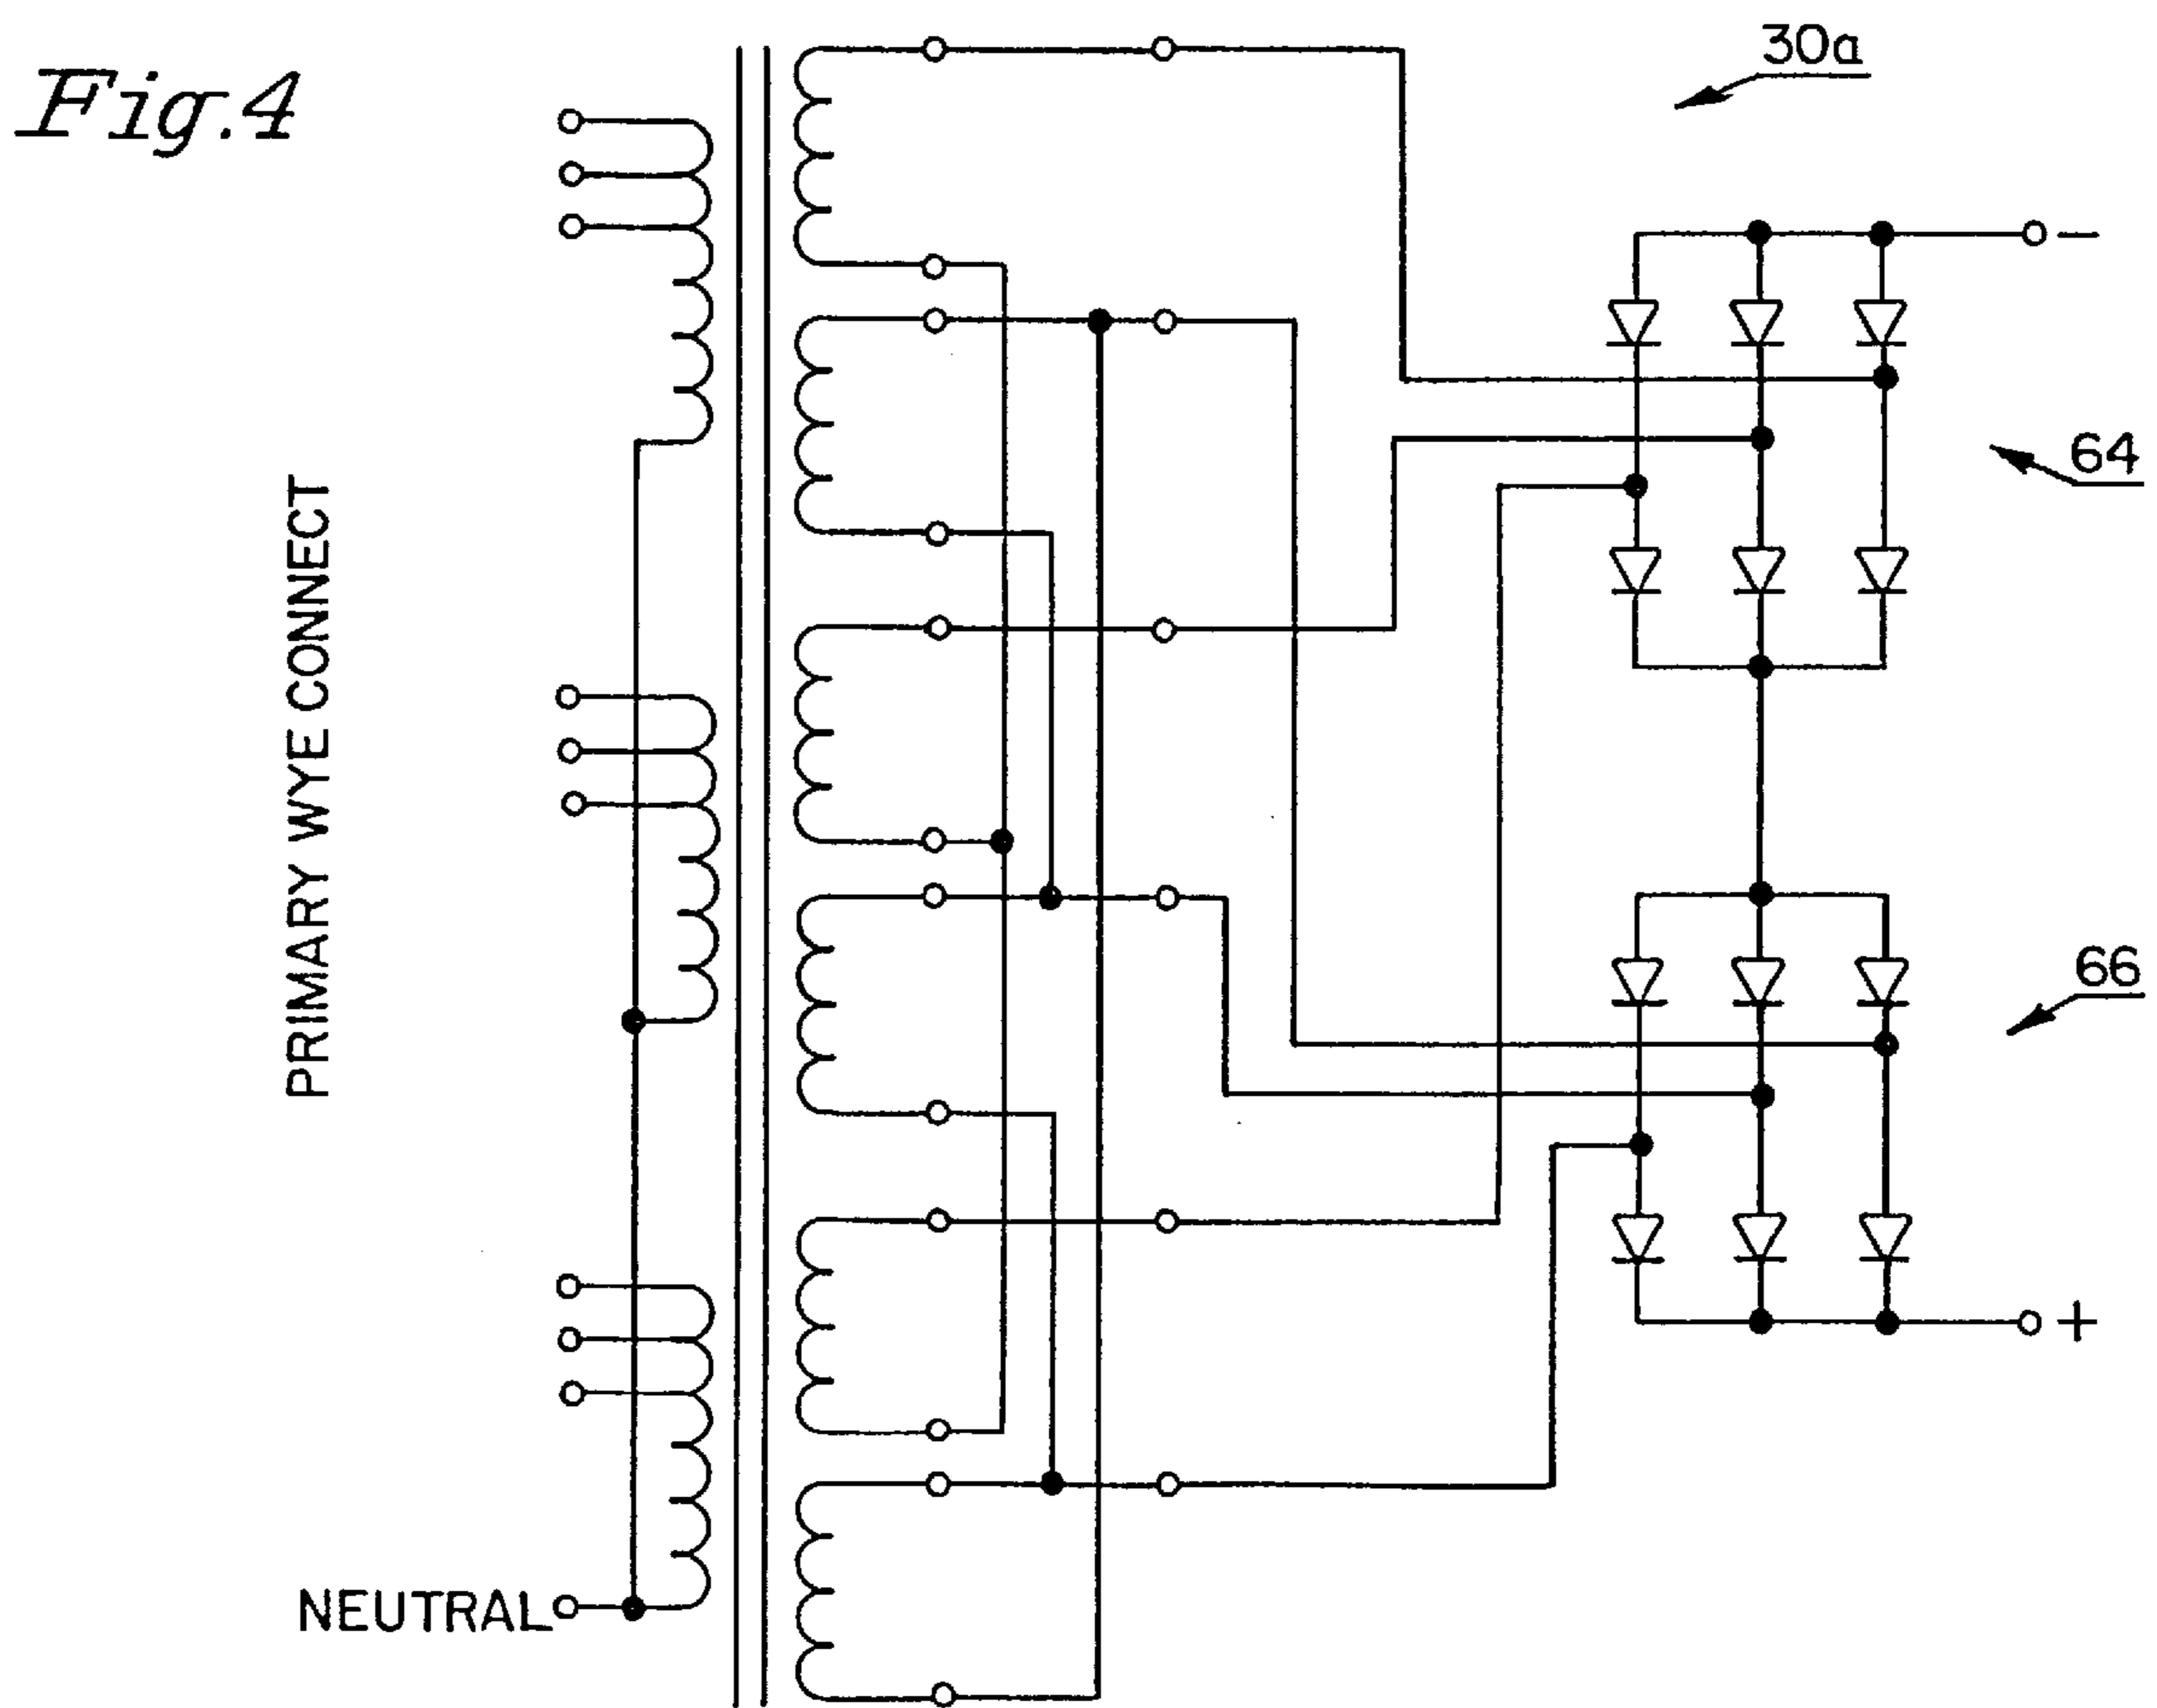 Fig.4
30a
—
64
PRIMARY WYE CONNECT
66
+
NEUTRAL